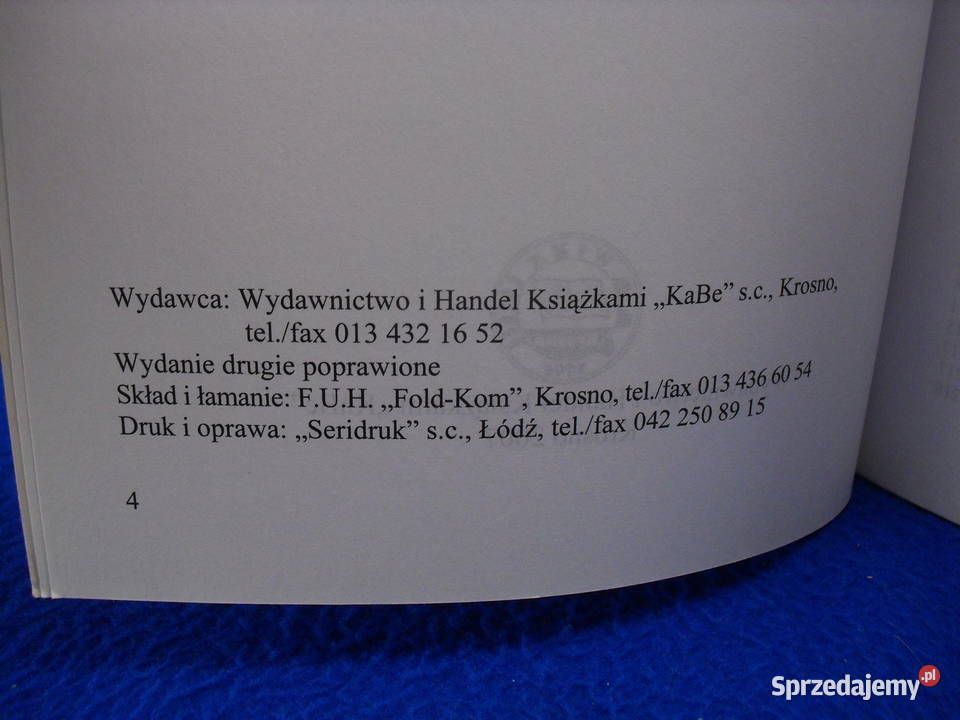 Wydawca: Wydawnictwo i Handel Książkami „KaBe” s.c., Krosno,
tel./fax 013 432 16 52
Wydanie drugie poprawione
Skład i łamanie: F.U.H. „Fold-Kom”, Krosno, tel./fax 013 436 60 54
Druk i oprawa: „Seridruk” s.c., Łódź, tel./fax 042 250 89 15
4
Sprzedajemy.pl